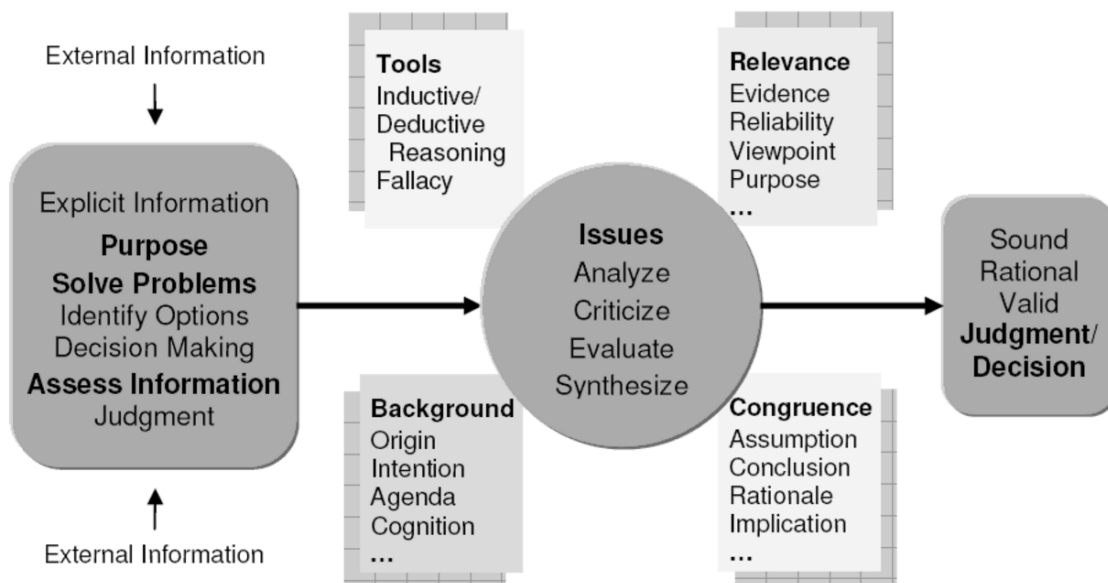 External Information
Explicit Information
Purpose
Solve Problems
Identify Options
Decision Making
Assess Information
Judgment
External Information
Tools
Inductive/
Deductive
Reasoning
Fallacy
Background
Origin
Intention
Agenda
Cognition
...
Issues
Analyze
Criticize
Evaluate
Synthesize
Relevance
Evidence
Reliability
Viewpoint
Purpose
...
Congruence
Assumption
Conclusion
Rationale
Implication
...
Sound
Rational
Valid
Judgment/
Decision